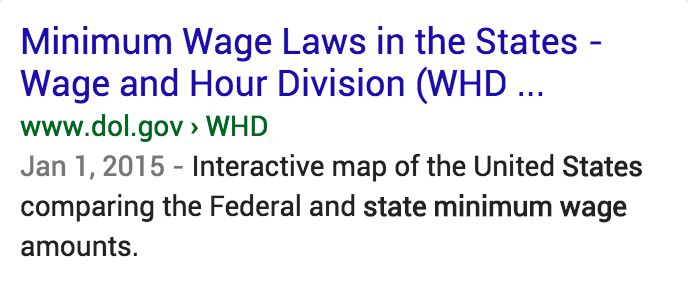 Minimum Wage Laws in the States -
Wage and Hour Division (WHD ...
www.dol.gov › WHD
Jan 1, 2015 - Interactive map of the United States
comparing the Federal and state minimum wage
amounts.